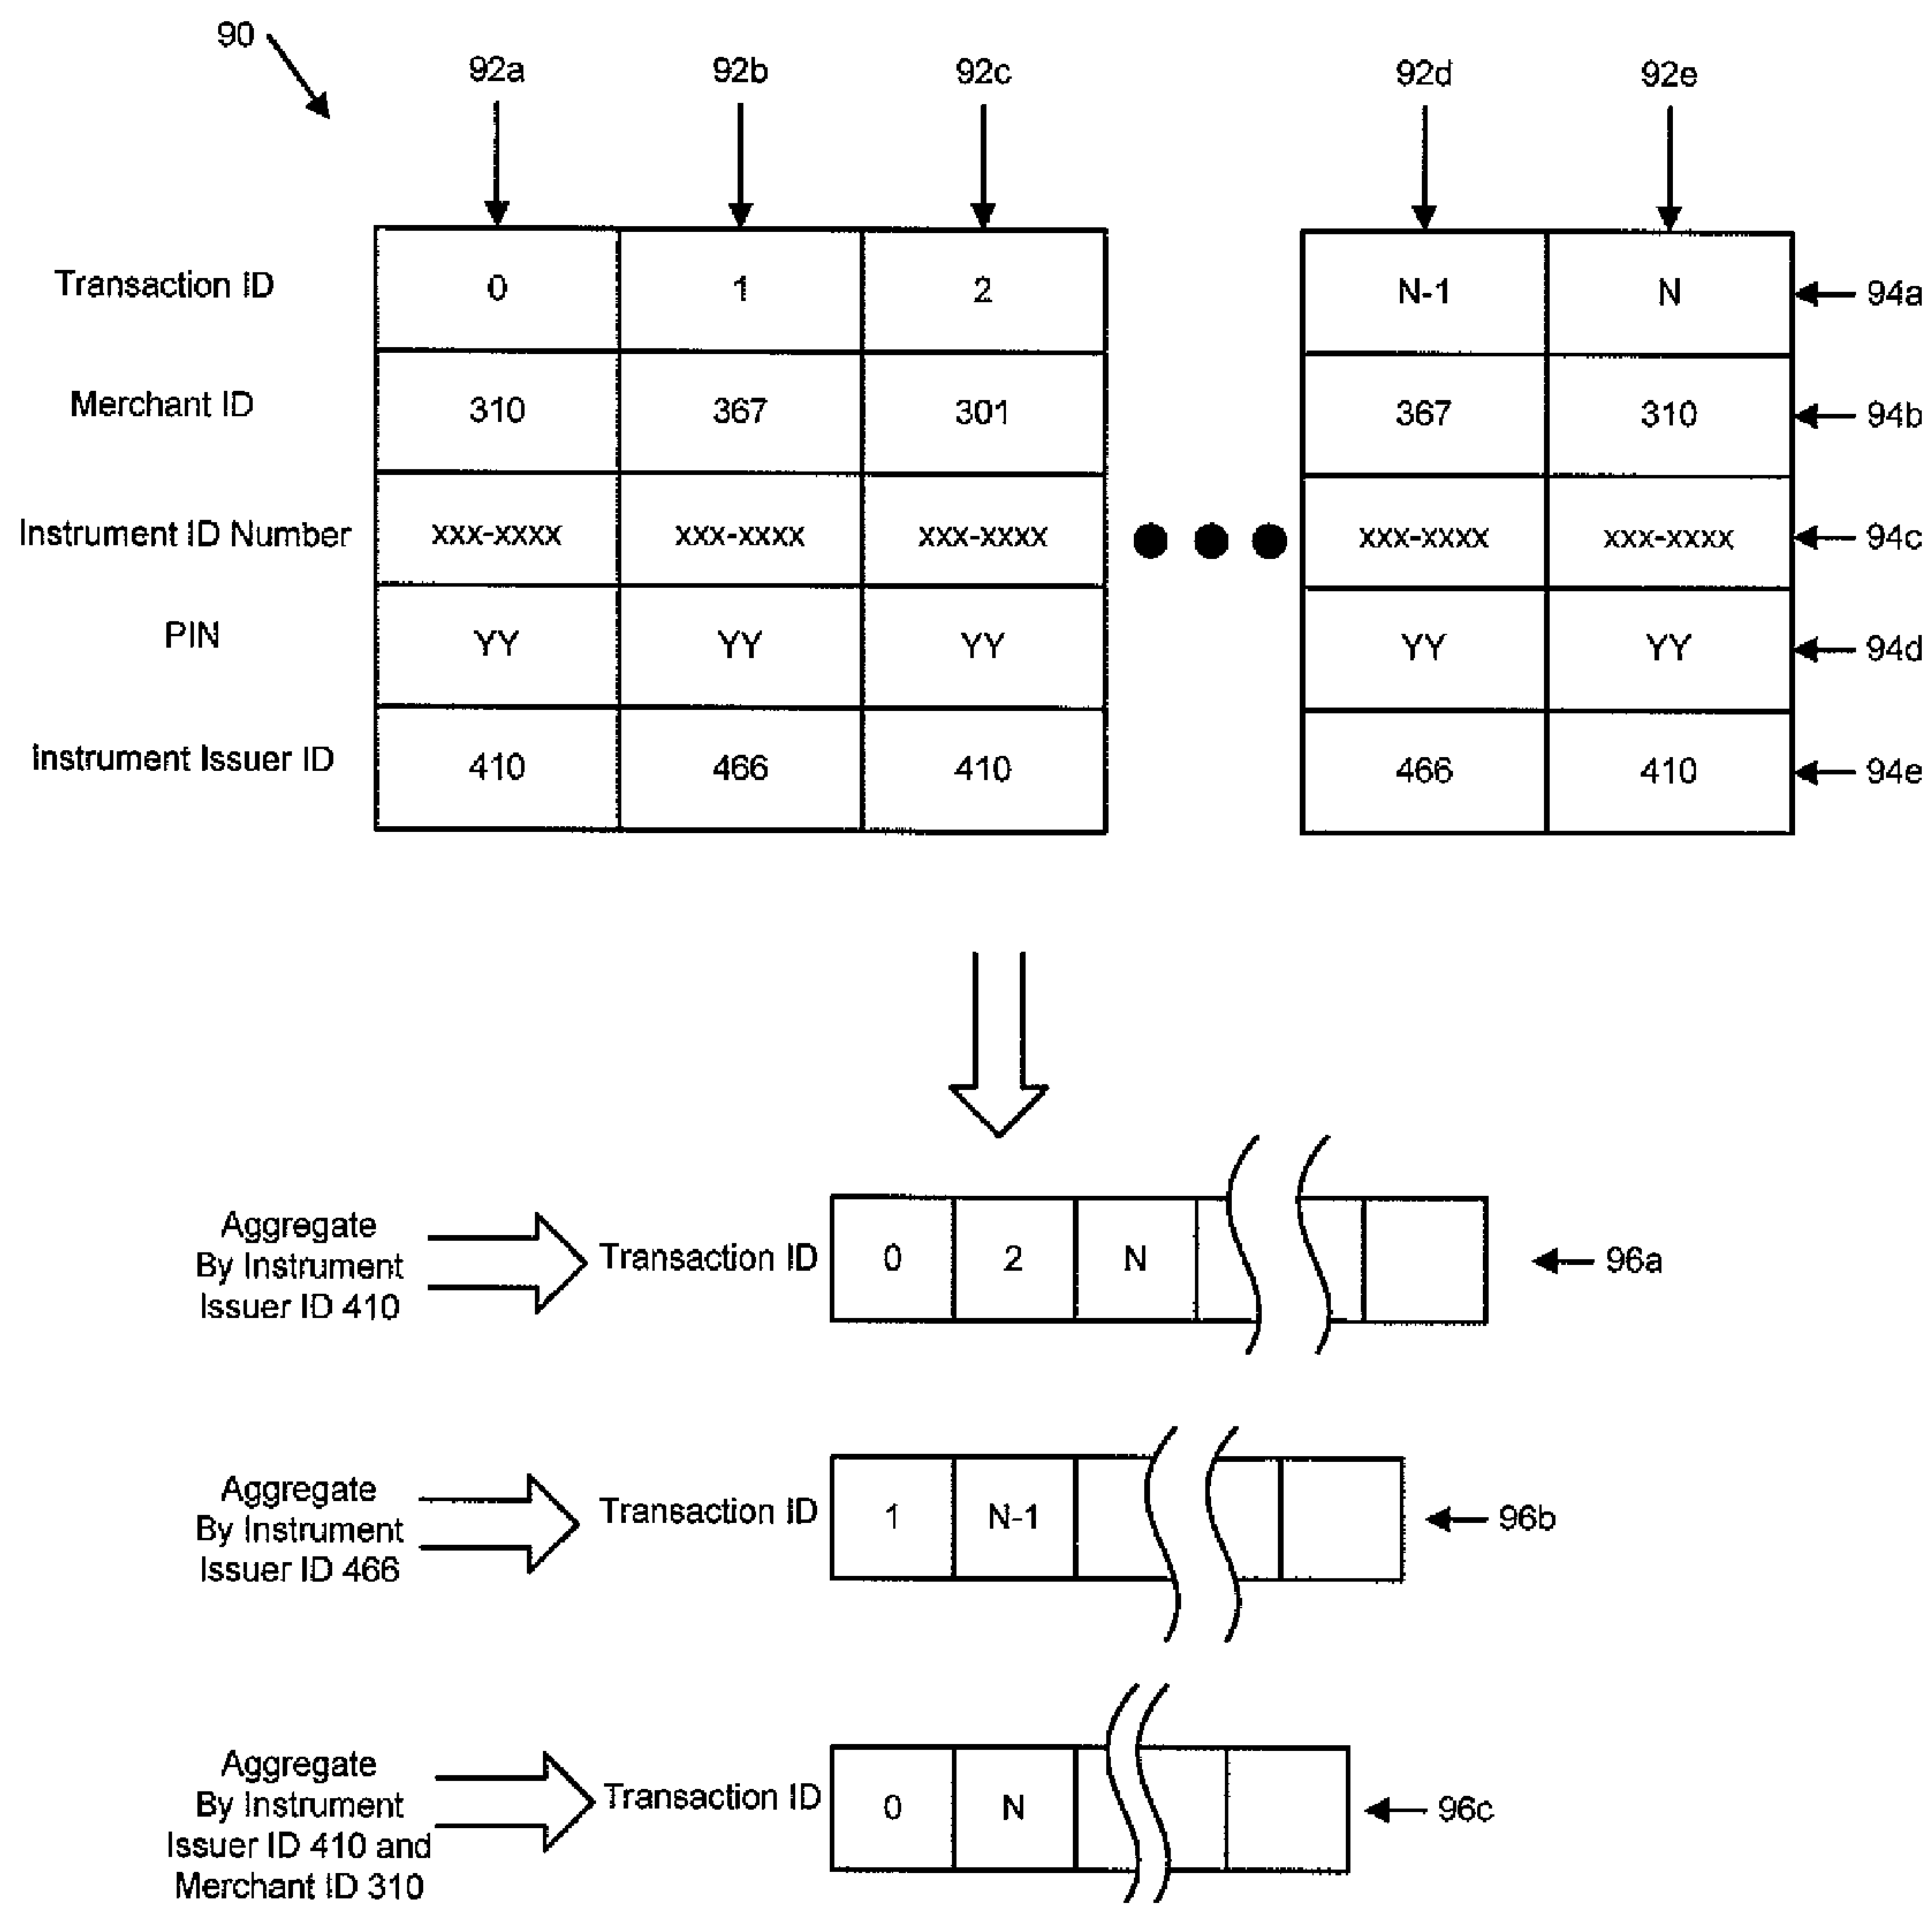 90
92a 92b 92c 92d 92e
Transaction ID 0 1 2 N-1 N 94a
Merchant ID 310 367 301 367 310 94b
Instrument ID Number xxx-xxxx xxx-xxxx xxx-xxxx xxx-xxxx xxx-xxxx 94c
PIN YY YY YY YY YY 94d
Instrument Issuer ID 410 466 410 466 410 94e
Aggregate
By Instrument
Issuer ID 410
Transaction ID 0 2 N 96a
Aggregate
By Instrument
Issuer ID 466
Transaction ID 1 N-1 96b
Aggregate
By Instrument
Issuer ID 410 and
Merchant ID 310
Transaction ID 0 N 96c